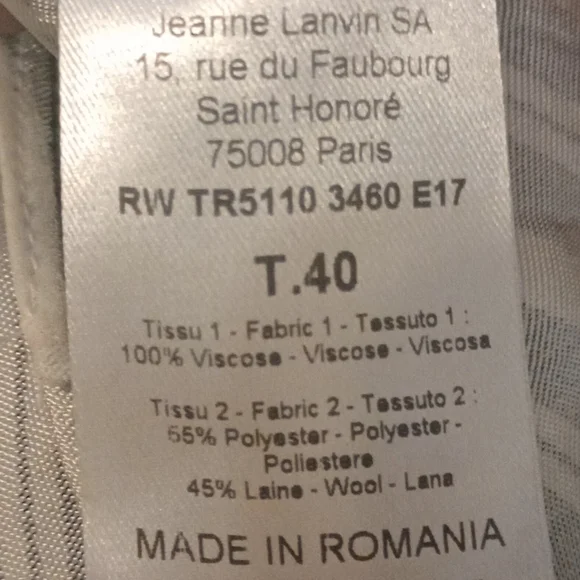 Jeanne Lanvin SA
15, rue du Faubourg
Saint Honoré
75008 Paris
RW TR5110 3460 E17
T.40
Tissu 1 - Fabric 1 - Tessuto 1 :
100% Viscose - Viscose - Viscosa
Tissu 2 - Fabric 2 - Tessuto 2 :
55% Polyester - Polyester -
Poliestere
45% Laine - Wool - Lana
MADE IN ROMANIA